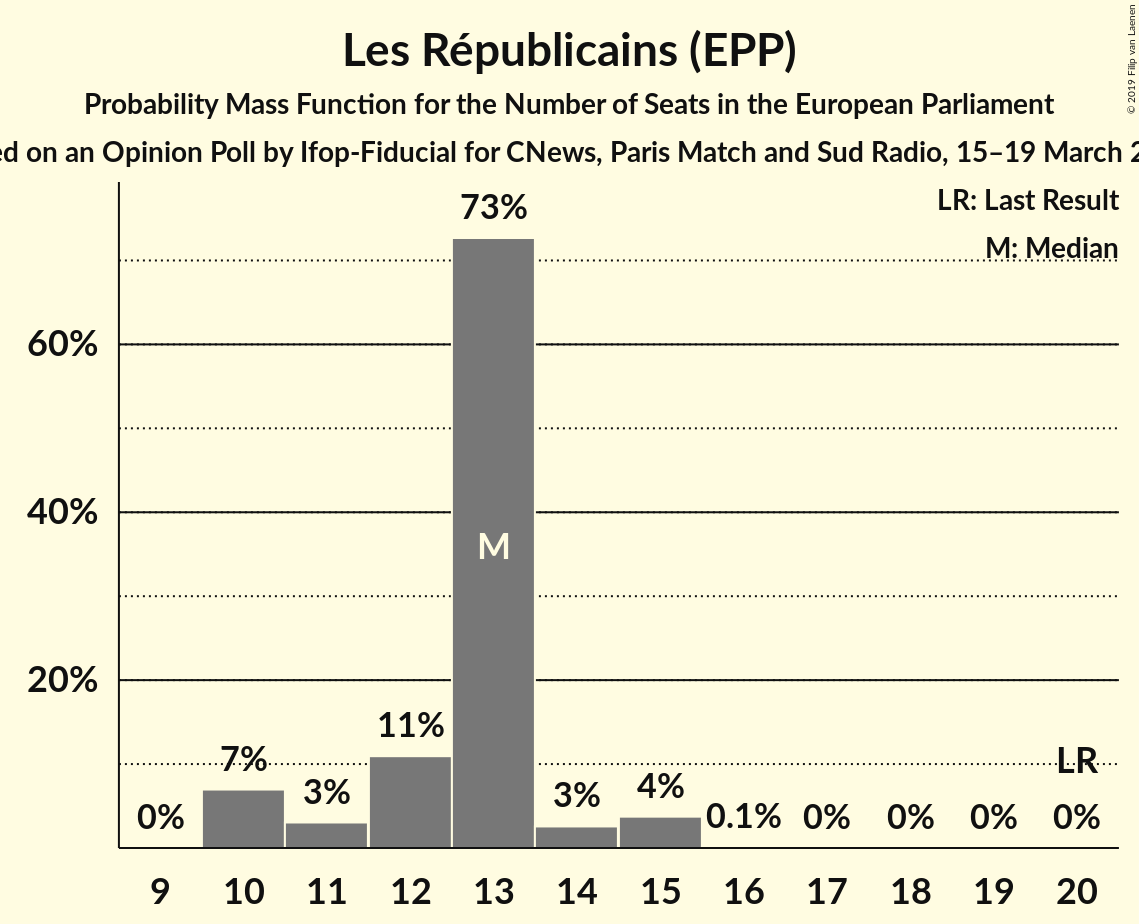 Les Républicains (EPP)
Probability Mass Function for the Number of Seats in the European Parliament
ed on an Opinion Poll by Ifop-Fiducial for CNews, Paris Match and Sud Radio, 15–19 March 2
© 2019 Filip van Laenen
LR: Last Result
M: Median
73%
60%
40%
M
20%
11%
7%
LR
3%
3%
4%
0%
0.1%
0%
0%
0%
0%
9 10 11 12 13 14 15 16 17 18 19 20